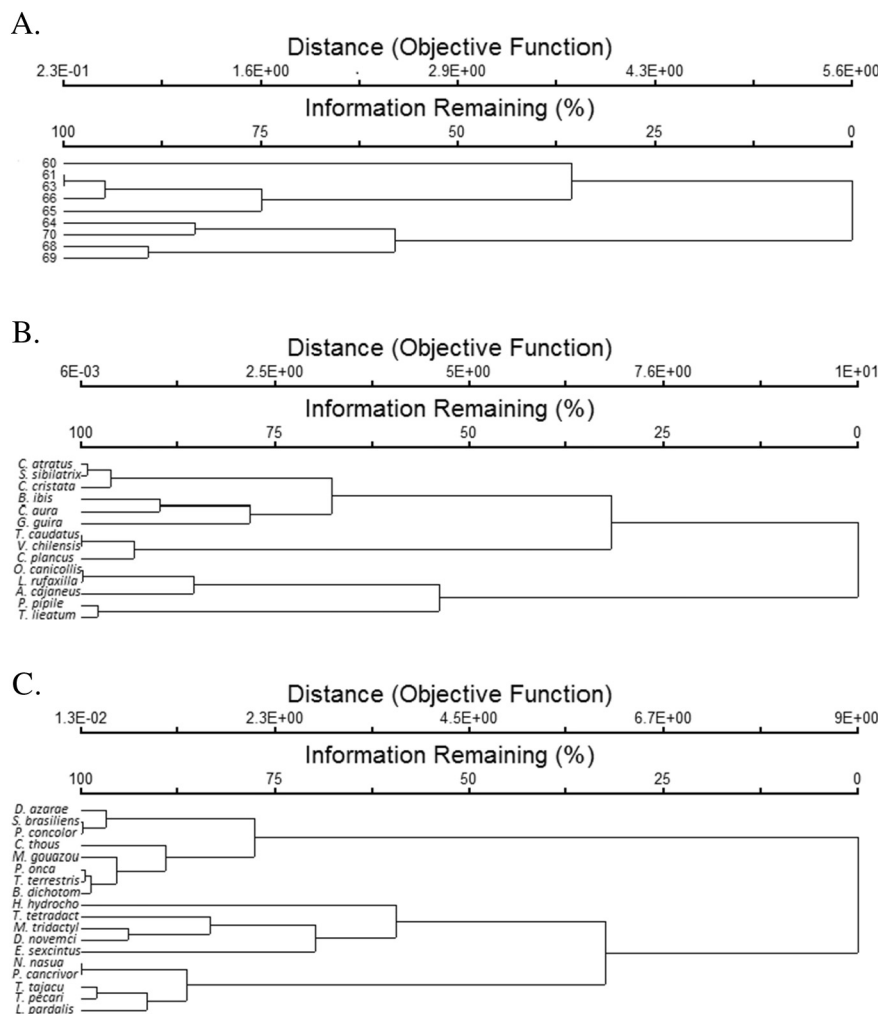 A.
Distance (Objective Function)
2.3E-01 1.6E+00 2.9E+00 4.3E+00 5.6E+00
Information Remaining (%)
100 75 50 25 0
60
61
63
66
65
64
70
68
69
B.
Distance (Objective Function)
6E-03 2.5E+00 5E+00 7.6E+00 1E+01
Information Remaining (%)
100 75 50 25 0
C. atratus
S. sibilatrix
C. cristata
B. ibis
C. aura
G. guira
T. caudatus
V. chilensis
C. plancus
O. canicollis
L. rufaxilla
A. cajaneus
P. pipile
T. lieatum
C.
Distance (Objective Function)
1.3E-02 2.3E+00 4.5E+00 6.7E+00 9E+00
Information Remaining (%)
100 75 50 25 0
D. azarae
S. brasiliens
P. concolor
C. thous
M. gouazou
P. onca
T. terrestris
B. dichotom
H. hydrocho
T. tetradact
M. tridactyl
D. novemci
E. sexcintus
N. nasua
P. cancrivor
T. tajacu
T. pecari
L. pardalis